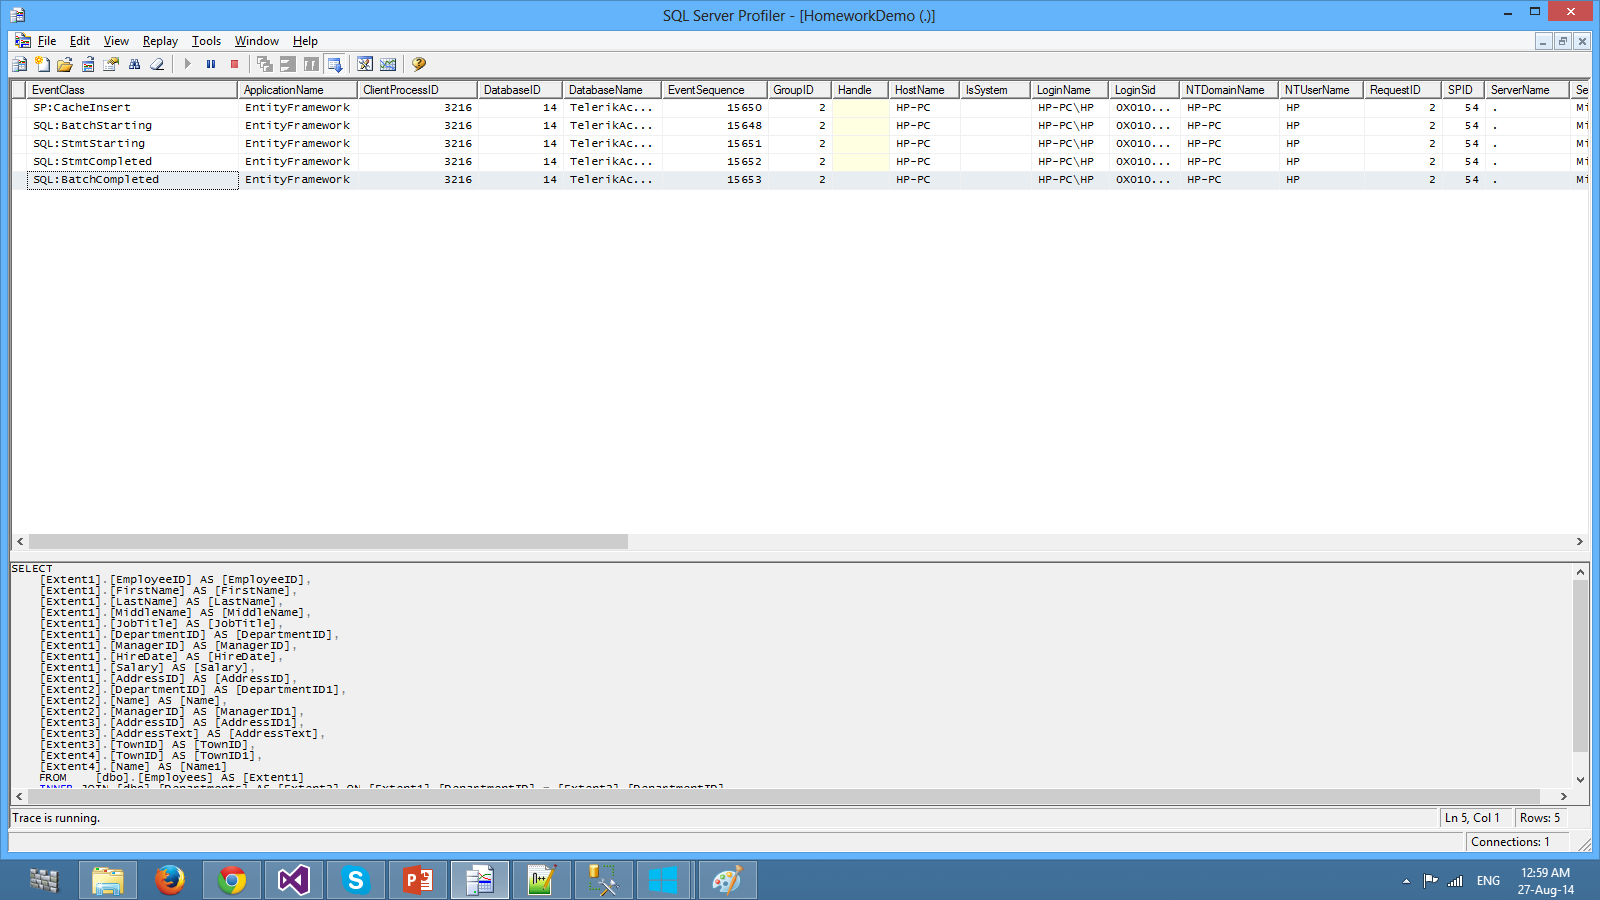 SQL Server Profiler - [HomeworkDemo (.)]
File Edit View Replay Tools Window Help
EventClass ApplicationName ClientProcessID DatabaseID DatabaseName EventSequence GroupID Handle HostName IsSystem LoginName LoginSid NTDomainName NTUserName RequestID SPID ServerName Se
SP:CacheInsert EntityFramework 3216 14 TelerikAc... 15650 2 HP-PC HP-PC\HP 0X010... HP-PC HP 2 54 . Mi
SQL:BatchStarting EntityFramework 3216 14 TelerikAc... 15648 2 HP-PC HP-PC\HP 0X010... HP-PC HP 2 54 . Mi
SQL:StmtStarting EntityFramework 3216 14 TelerikAc... 15651 2 HP-PC HP-PC\HP 0X010... HP-PC HP 2 54 . Mi
SQL:StmtCompleted EntityFramework 3216 14 TelerikAc... 15652 2 HP-PC HP-PC\HP 0X010... HP-PC HP 2 54 . Mi
SQL:BatchCompleted EntityFramework 3216 14 TelerikAc... 15653 2 HP-PC HP-PC\HP 0X010... HP-PC HP 2 54 . Mi
SELECT
[Extent1].[EmployeeID] AS [EmployeeID],
[Extent1].[FirstName] AS [FirstName],
[Extent1].[LastName] AS [LastName],
[Extent1].[MiddleName] AS [MiddleName],
[Extent1].[JobTitle] AS [JobTitle],
[Extent1].[DepartmentID] AS [DepartmentID],
[Extent1].[ManagerID] AS [ManagerID],
[Extent1].[HireDate] AS [HireDate],
[Extent1].[Salary] AS [Salary],
[Extent1].[AddressID] AS [AddressID],
[Extent2].[DepartmentID] AS [DepartmentID1],
[Extent2].[Name] AS [Name],
[Extent2].[ManagerID] AS [ManagerID1],
[Extent3].[AddressID] AS [AddressID1],
[Extent3].[AddressText] AS [AddressText],
[Extent3].[TownID] AS [TownID],
[Extent4].[TownID] AS [TownID1],
[Extent4].[Name] AS [Name1]
FROM [dbo].[Employees] AS [Extent1]
INNER JOIN [dbo].[Departments] AS [Extent2] ON [Extent1].[DepartmentID] = [Extent2].[DepartmentID]
Trace is running.
Ln 5, Col 1
Rows: 5
Connections: 1
ENG
12:59 AM
27-Aug-14